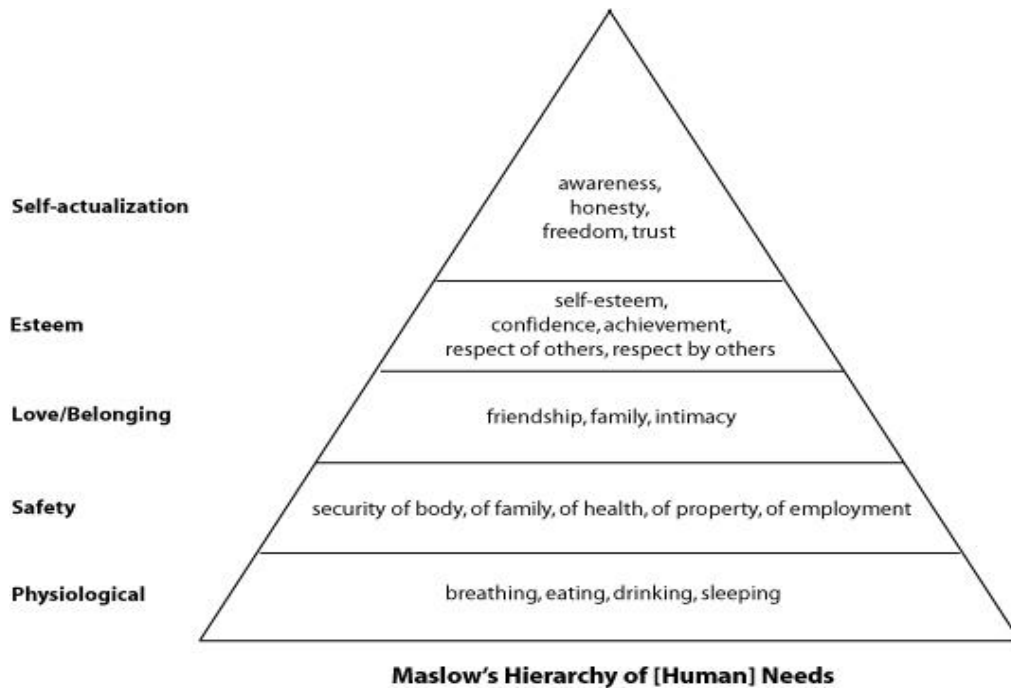 Self-actualization
awareness,
honesty,
freedom, trust
Esteem
self-esteem,
confidence, achievement,
respect of others, respect by others
Love/Belonging
friendship, family, intimacy
Safety
security of body, of family, of health, of property, of employment
Physiological
breathing, eating, drinking, sleeping
Maslow's Hierarchy of [Human] Needs